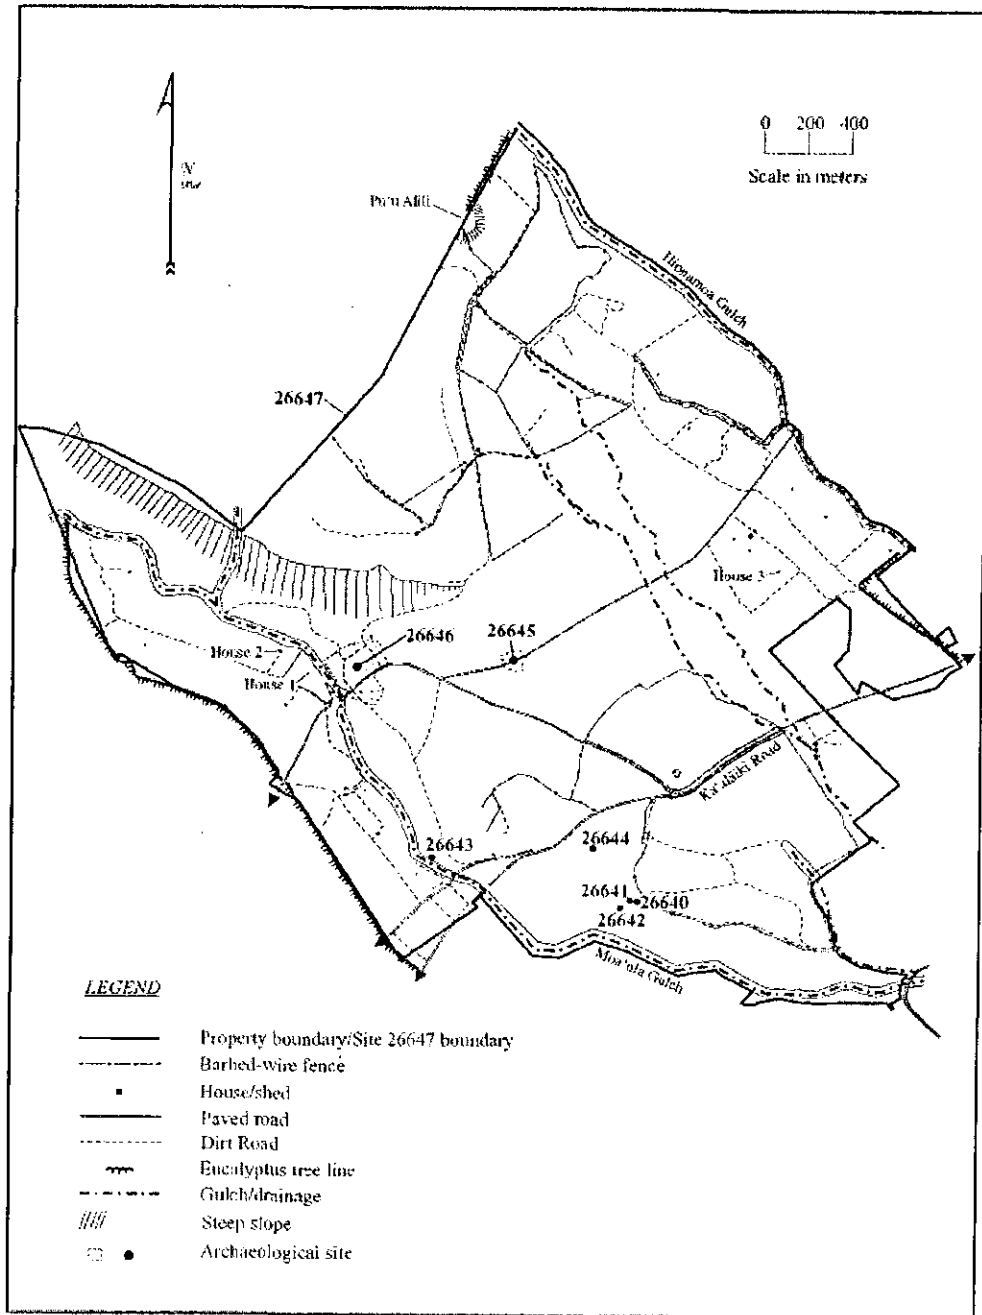 0 200 400
Scale in meters
N
Pu'u Alili
Hionamoa Gulch
26647
House 3
26646
26645
House 2
House 1
Ka'alāiki Road
26643
26644
26641
26640
26642
Moa'ula Gulch
LEGEND
Property boundary/Site 26647 boundary
Barbed-wire fence
House/shed
Paved road
Dirt Road
Eucalyptus tree line
Gulch/drainage
Steep slope
Archaeological site